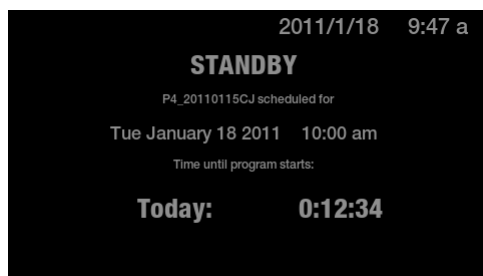 2011/1/18 9:47 a
STANDBY
P4_20110115CJ scheduled for
Tue January 18 2011 10:00 am
Time until program starts:
Today: 0:12:34